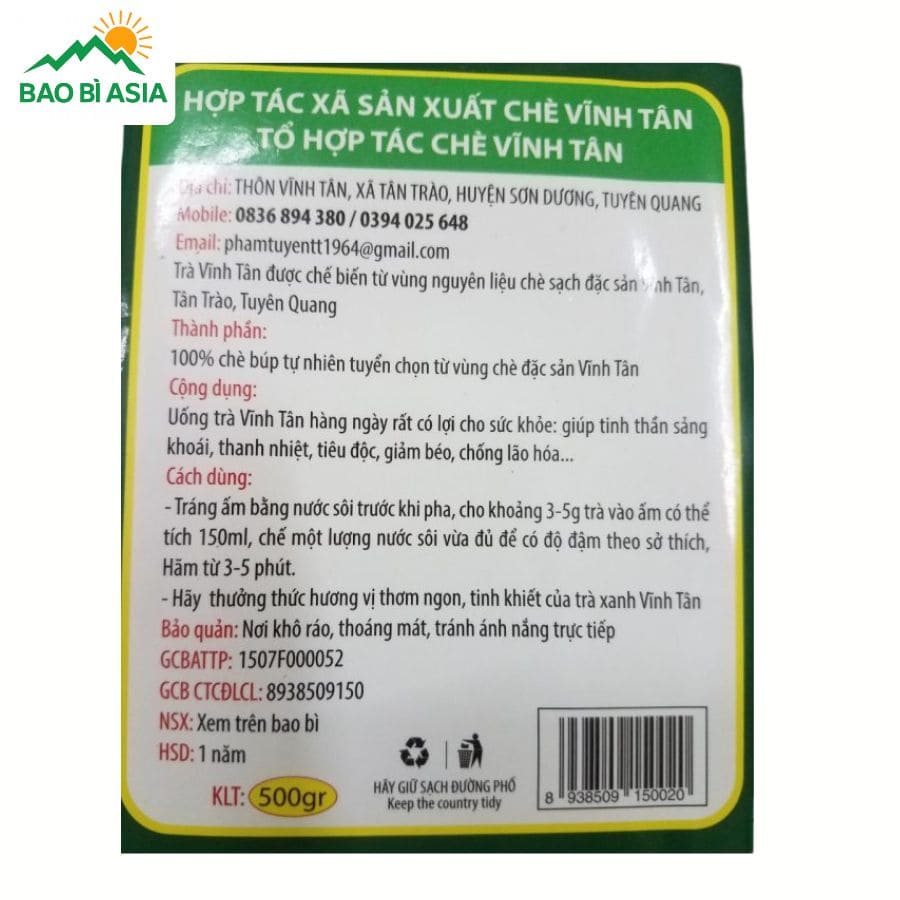 BAO BÌ ASIA
HỢP TÁC XÃ SẢN XUẤT CHÈ VĨNH TÂN
TỔ HỢP TÁC CHÈ VĨNH TÂN
Địa chỉ: THÔN VĨNH TÂN, XÃ TÂN TRÀO, HUYỆN SƠN DƯƠNG, TUYÊN QUANG
Mobile: 0836 894 380 / 0394 025 648
Email: phamtuyentt1964@gmail.com
Trà Vĩnh Tân được chế biến từ vùng nguyên liệu chè sạch đặc sản Vĩnh Tân,
Tân Trào, Tuyên Quang
Thành phần:
100% chè búp tự nhiên tuyển chọn từ vùng chè đặc sản Vĩnh Tân
Cộng dụng:
Uống trà Vĩnh Tân hàng ngày rất có lợi cho sức khỏe: giúp tinh thần sảng
khoái, thanh nhiệt, tiêu độc, giảm béo, chống lão hóa...
Cách dùng:
- Tráng ấm bằng nước sôi trước khi pha, cho khoảng 3-5g trà vào ấm có thể
tích 150ml, chế một lượng nước sôi vừa đủ để có độ đậm theo sở thích,
Hãm từ 3-5 phút.
- Hãy thưởng thức hương vị thơm ngon, tinh khiết của trà xanh Vĩnh Tân
Bảo quản: Nơi khô ráo, thoáng mát, tránh ánh nắng trực tiếp
GCBATTP: 1507F000052
GCB CTCĐLCL: 8938509150
NSX: Xem trên bao bì
HSD: 1 năm
KLT: 500gr
HÃY GIỮ SẠCH ĐƯỜNG PHỐ
Keep the country tidy
8 938509 150020